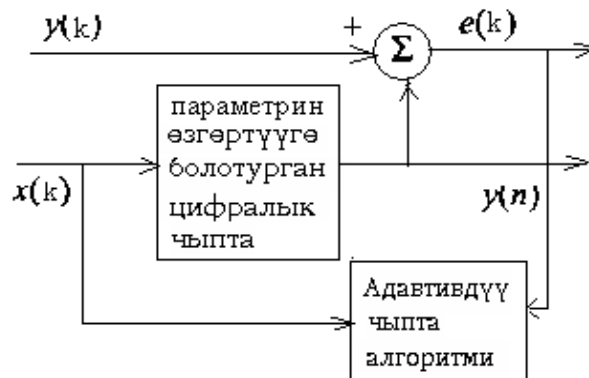 y(k)
+
Σ
e(k)
параметрин
өзгөртүүгө
болотурган
цифралык
чыпта
x(k)
y(n)
Адавтивдүү
чыпта
алгоритми